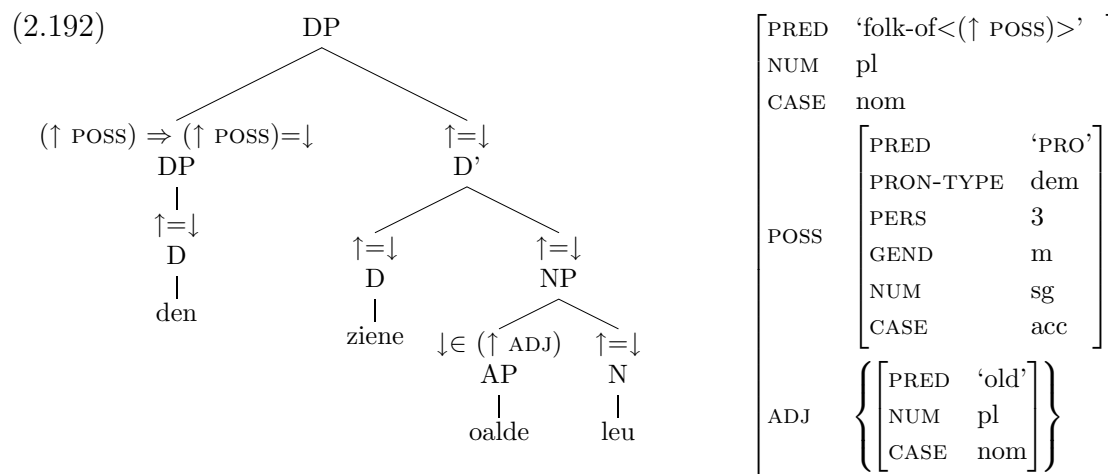 (2.192)
DP
(↑ POSS) ⇒ (↑ POSS)=↓
↑=↓
DP
D’
↑=↓
D
den
↑=↓
↑=↓
D
NP
ziene
↓∈ (↑ ADJ)
↑=↓
AP
N
oalde
leu
PRED ‘folk-of<(↑ POSS)>’
NUM pl
CASE nom
POSS
PRED ‘PRO’
PRON-TYPE dem
PERS 3
GEND m
NUM sg
CASE acc
ADJ
PRED ‘old’
NUM pl
CASE nom